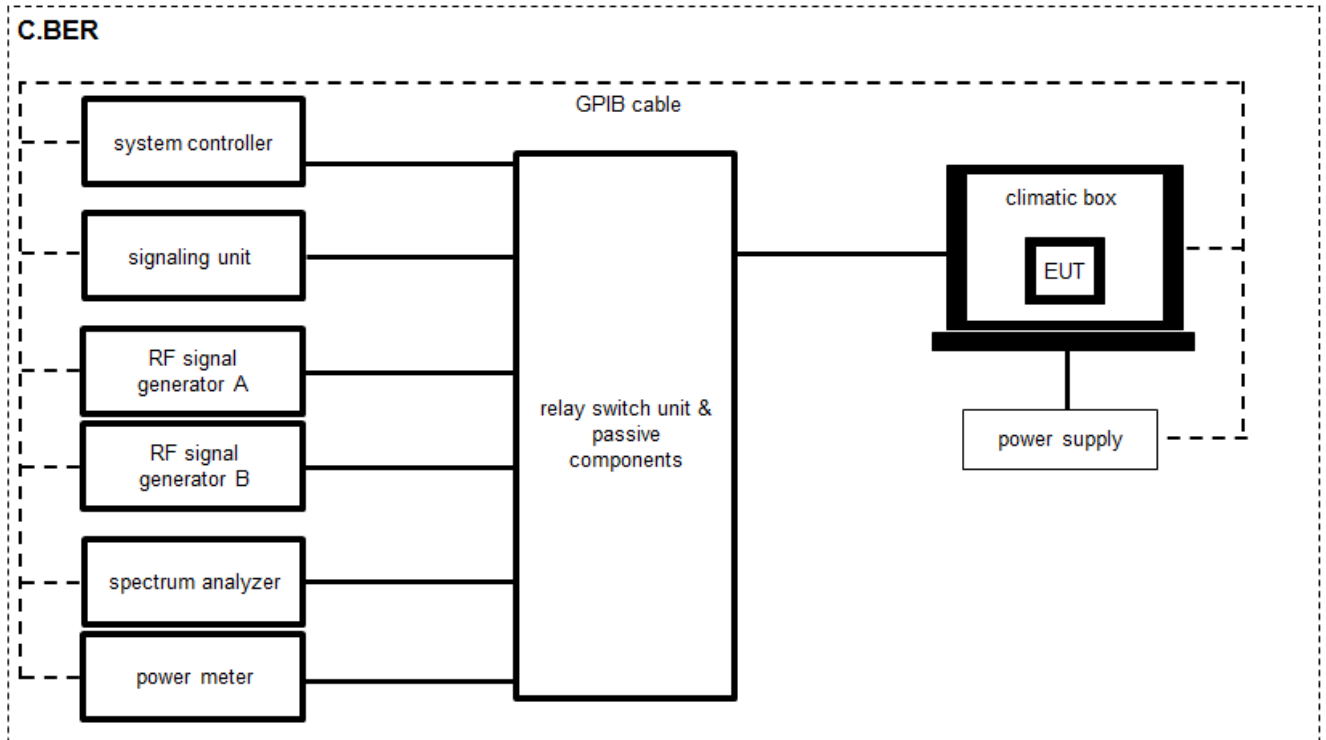 C.BER
GPIB cable
system controller
signaling unit
RF signal
generator A
RF signal
generator B
spectrum analyzer
power meter
relay switch unit &
passive
components
climatic box
EUT
power supply